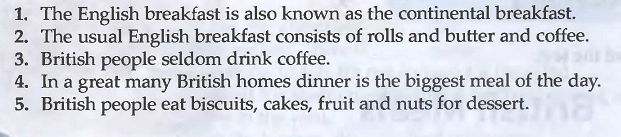 1. The English breakfast is also known as the continental breakfast.
2. The usual English breakfast consists of rolls and butter and coffee.
3. British people seldom drink coffee.
4. In a great many British homes dinner is the biggest meal of the day.
5. British people eat biscuits, cakes, fruit and nuts for dessert.